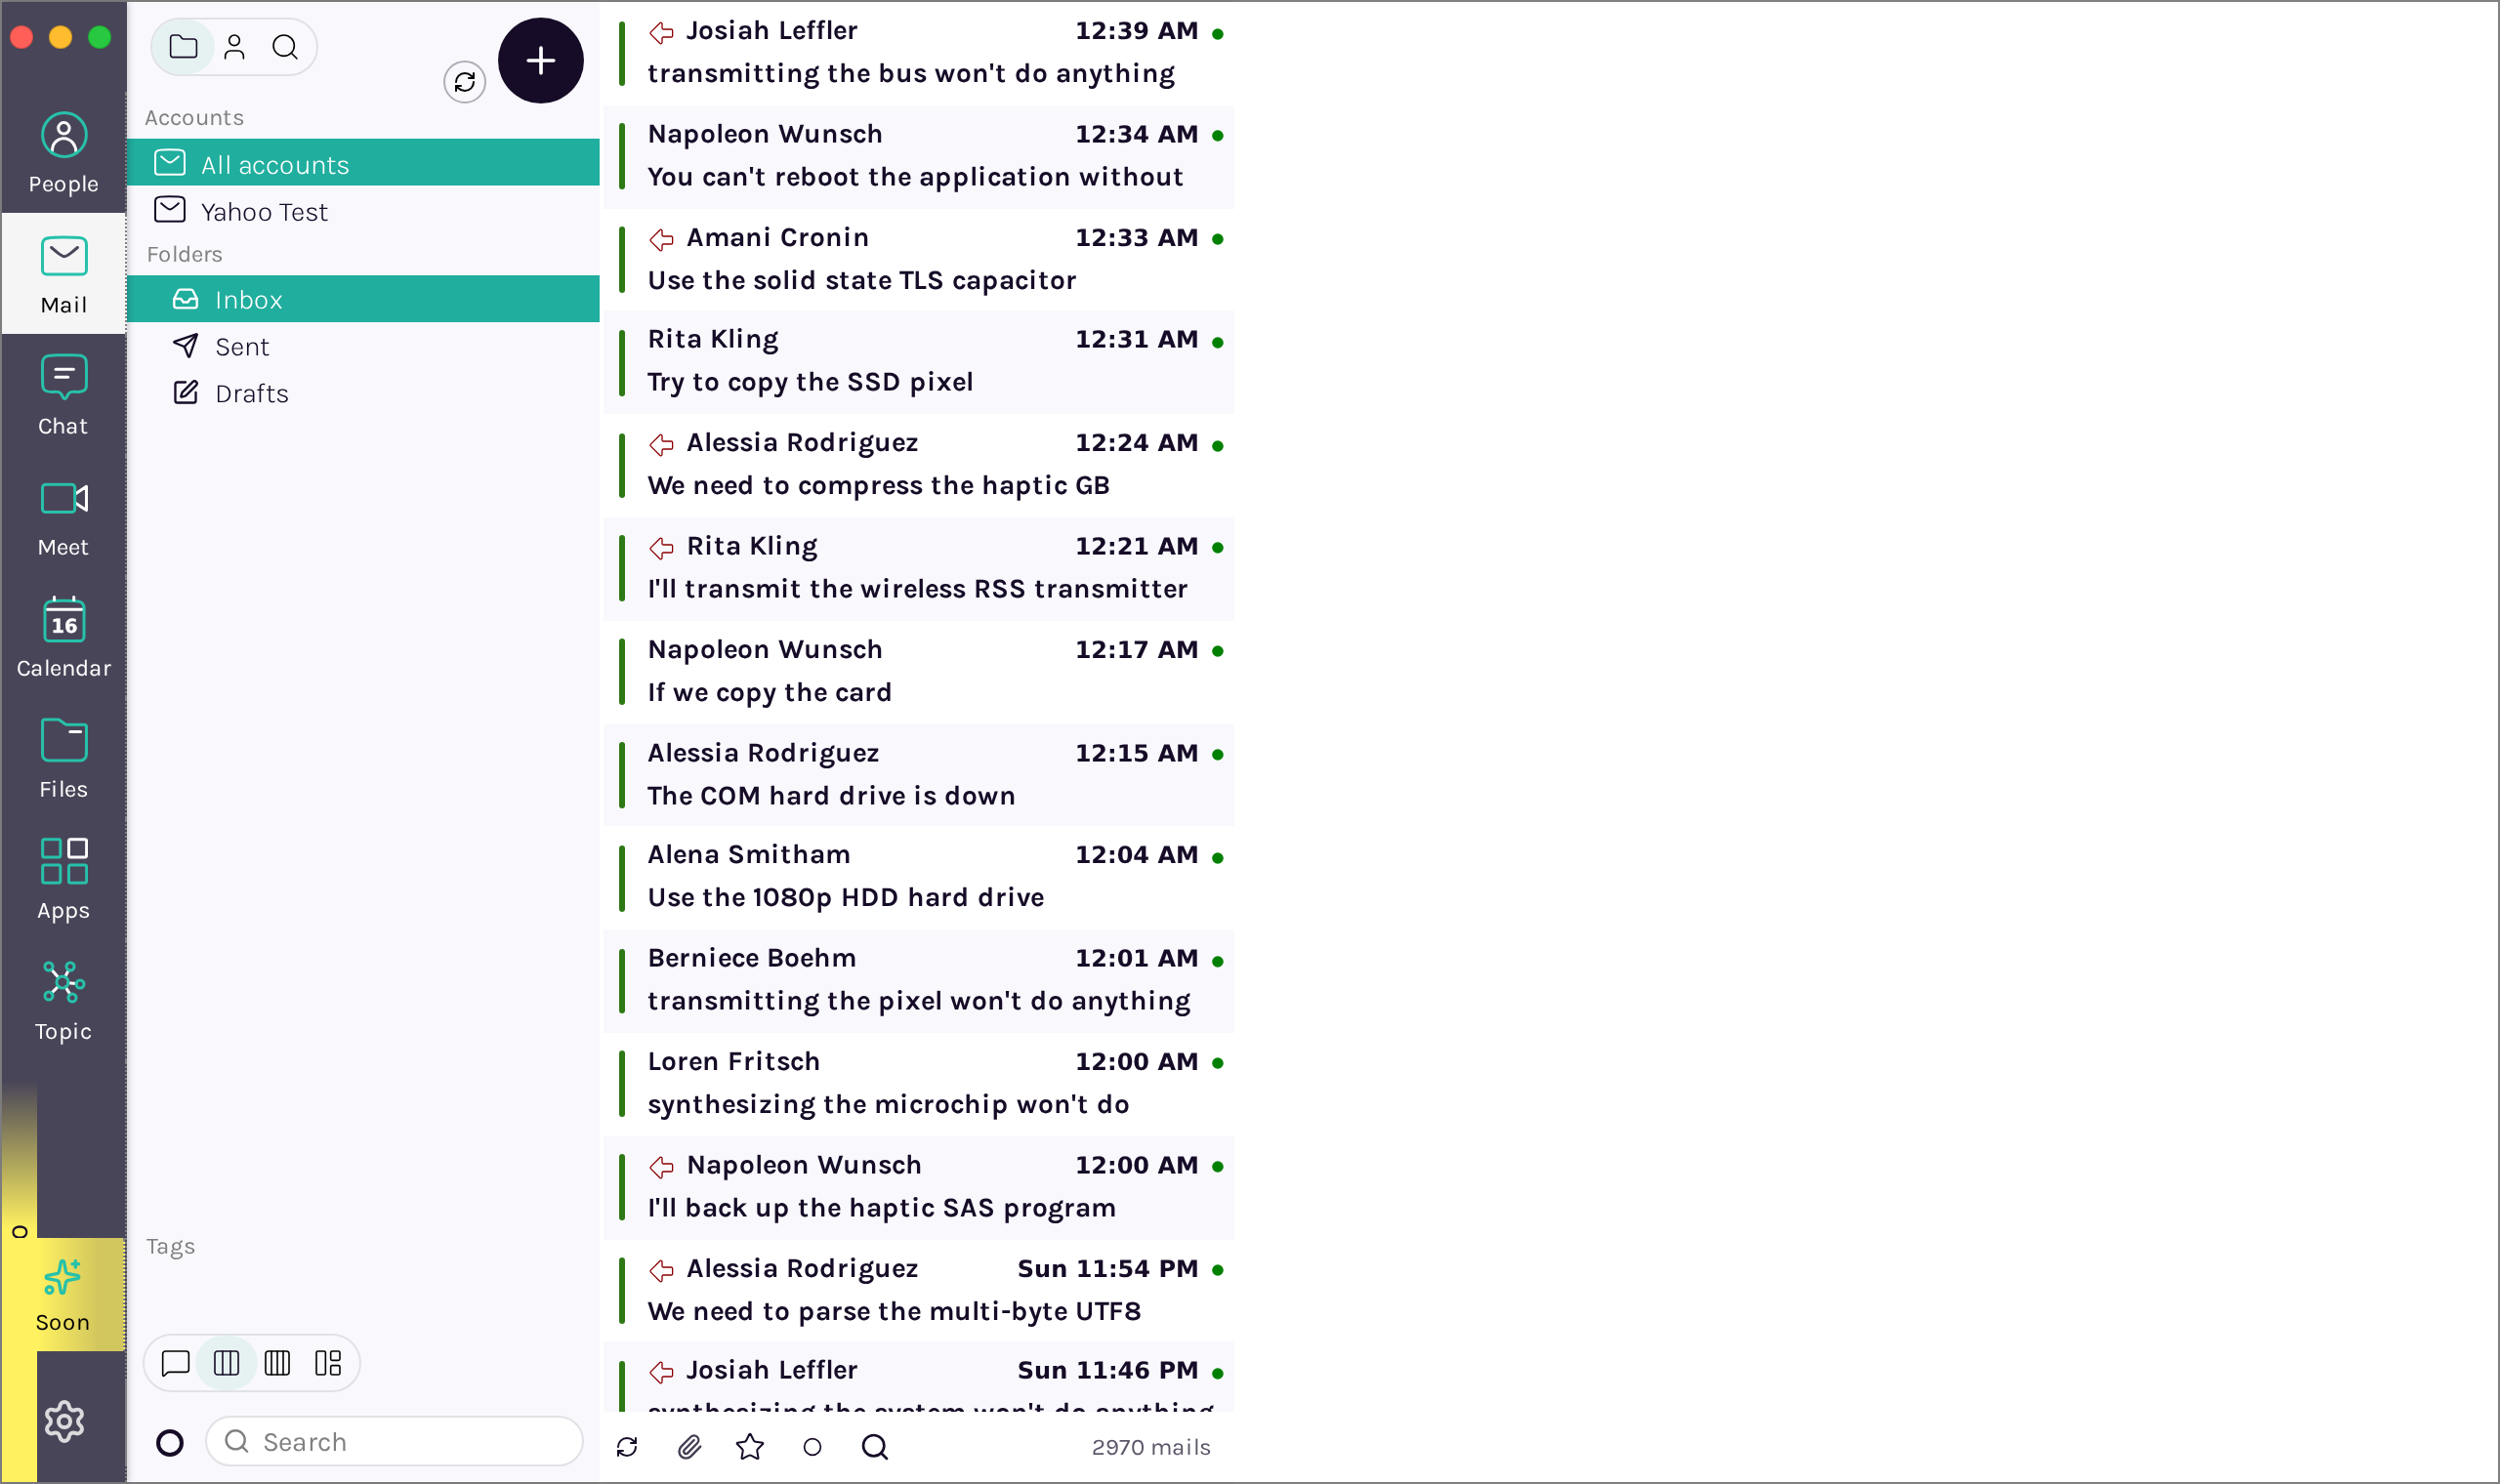 People
Mail
Chat
Meet
16
Calendar
Files
Apps
Topic
Soon
Accounts
All accounts
Yahoo Test
Folders
Inbox
Sent
Drafts
Tags
Search
Josiah Leffler 12:39 AM
transmitting the bus won't do anything
Napoleon Wunsch 12:34 AM
You can't reboot the application without
Amani Cronin 12:33 AM
Use the solid state TLS capacitor
Rita Kling 12:31 AM
Try to copy the SSD pixel
Alessia Rodriguez 12:24 AM
We need to compress the haptic GB
Rita Kling 12:21 AM
I'll transmit the wireless RSS transmitter
Napoleon Wunsch 12:17 AM
If we copy the card
Alessia Rodriguez 12:15 AM
The COM hard drive is down
Alena Smitham 12:04 AM
Use the 1080p HDD hard drive
Berniece Boehm 12:01 AM
transmitting the pixel won't do anything
Loren Fritsch 12:00 AM
synthesizing the microchip won't do
Napoleon Wunsch 12:00 AM
I'll back up the haptic SAS program
Alessia Rodriguez Sun 11:54 PM
We need to parse the multi-byte UTF8
Josiah Leffler Sun 11:46 PM
synthesizing the system won't do anything
2970 mails